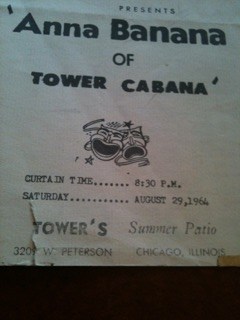 PRESENTS
Anna Banana
OF
TOWER CABANA'
CURTAIN TIME....... 8:30 P.M.
SATURDAY........... AUGUST 29,1964
TOWER'S Summer Patio
3209 W. PETERSON CHICAGO, ILLINOIS